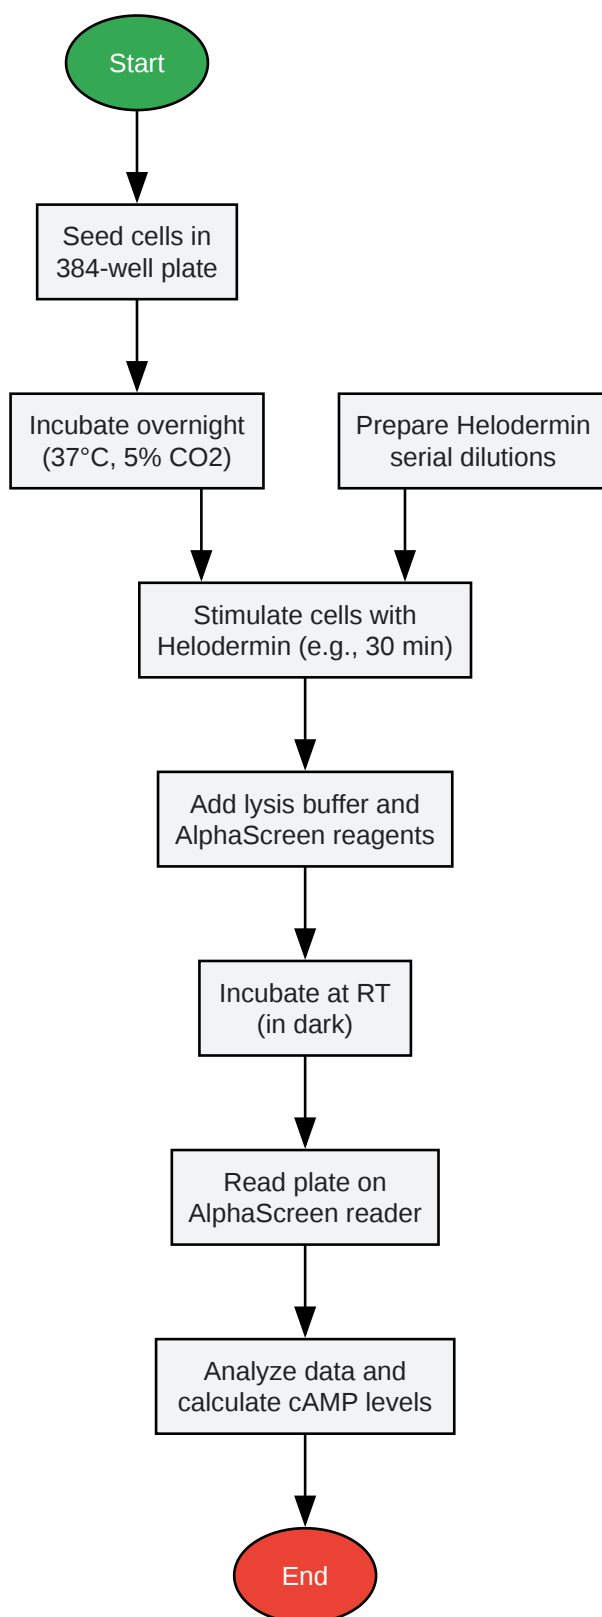 Start
Seed cells in
384-well plate
Incubate overnight
(37°C, 5% CO2)
Prepare Helodermin
serial dilutions
Stimulate cells with
Helodermin (e.g., 30 min)
Add lysis buffer and
AlphaScreen reagents
Incubate at RT
(in dark)
Read plate on
AlphaScreen reader
Analyze data and
calculate cAMP levels
End